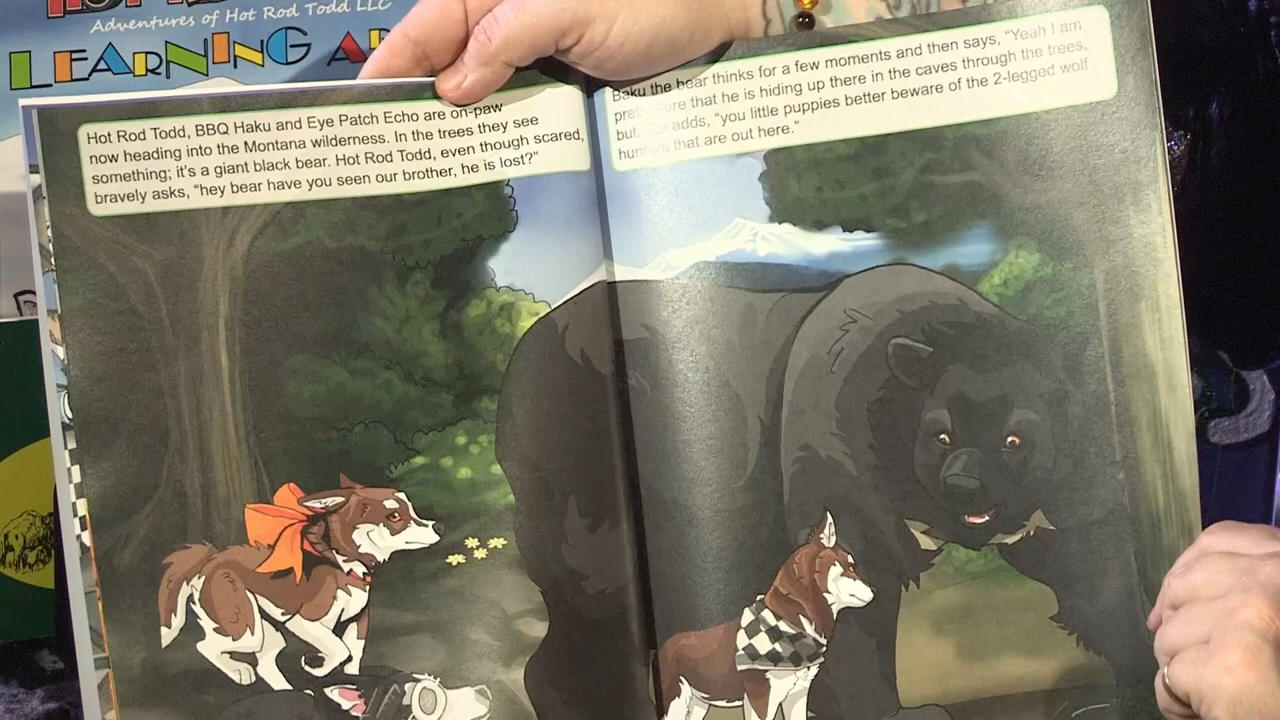 Adventures of Hot Rod Todd LLC
LEARNING
Hot Rod Todd, BBQ Haku and Eye Patch Echo are on-paw
now heading into the Montana wilderness. In the trees they see
something; it's a giant black bear. Hot Rod Todd, even though scared,
bravely asks, "hey bear have you seen our brother, he is lost?"
Baku the bear thinks for a few moments and then says, "Yeah I am
sure that he is hiding up there in the caves through the trees,
but, adds, "you little puppies better beware of the 2-legged wolf
that are out here."